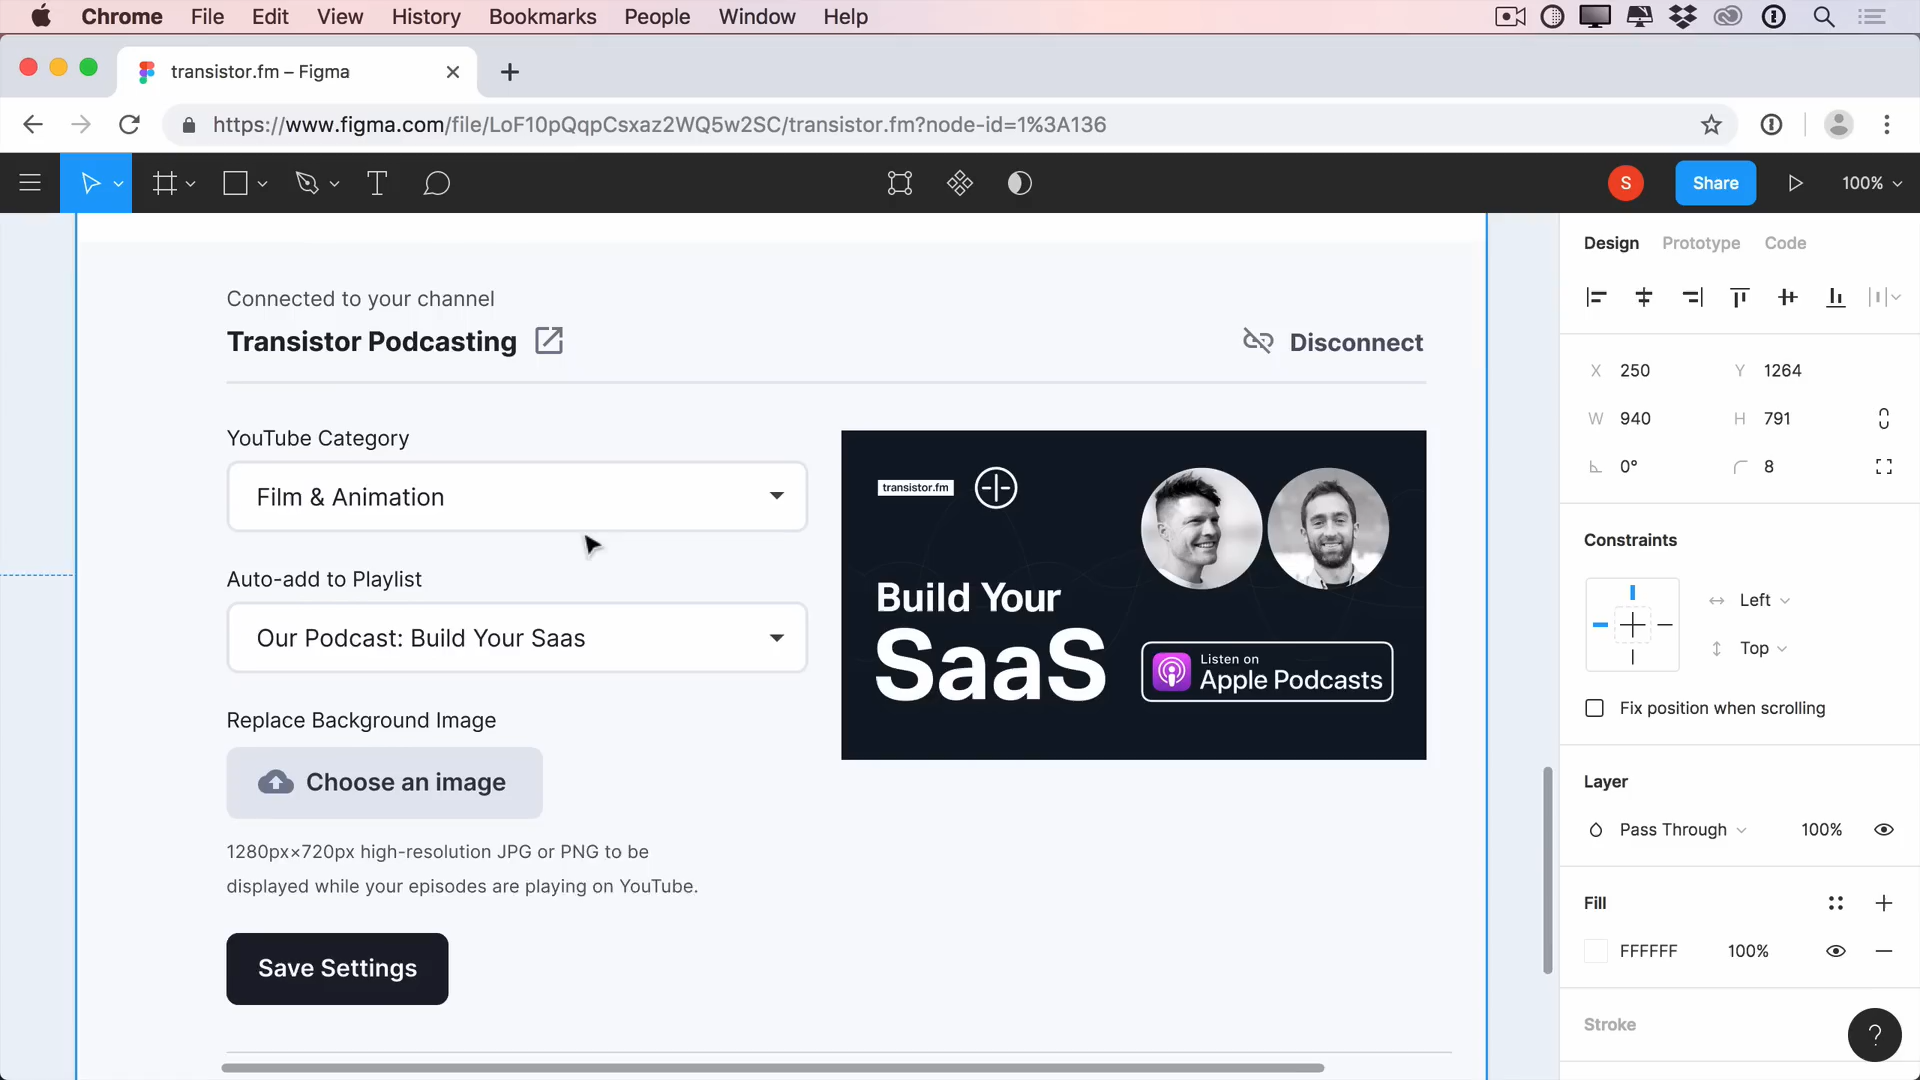 Chrome File Edit View History Bookmarks People Window Help
transistor.fm – Figma
https://www.figma.com/file/LoF10pQqpCsxaz2WQ5w2SC/transistor.fm?node-id=1%3A136
S Share 100%
Design Prototype Code
Connected to your channel
Transistor Podcasting
Disconnect
YouTube Category
Film & Animation
Auto-add to Playlist
Our Podcast: Build Your Saas
Replace Background Image
Choose an image
1280px×720px high-resolution JPG or PNG to be
displayed while your episodes are playing on YouTube.
Save Settings
transistor.fm
Build Your
SaaS
Listen on
Apple Podcasts
X 250 Y 1264
W 940 H 791
0° 8
Constraints
Left
Top
Fix position when scrolling
Layer
Pass Through 100%
Fill
FFFFFF 100%
Stroke
?